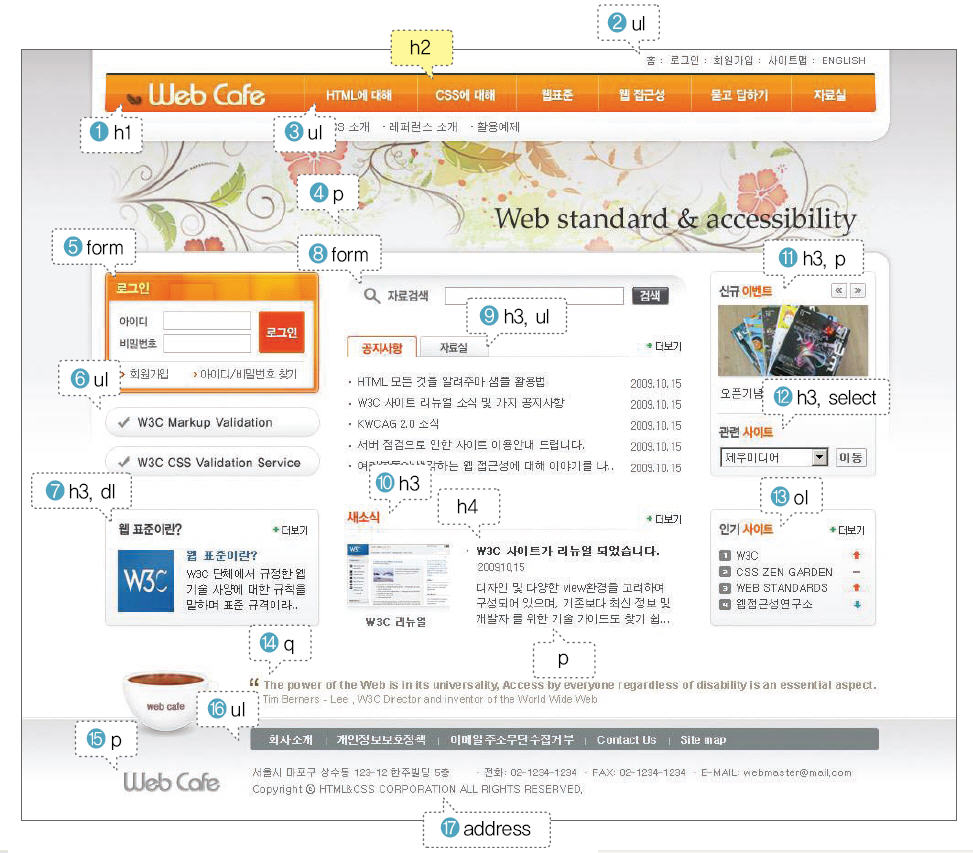 2 ul
h2
홈 : 로그인 : 회원가입 : 사이트맵 : ENGLISH
Web Cafe HTML에 대해 CSS에 대해 웹표준 웹 접근성 묻고 답하기 자료실
1 h1
3 ul
소개 · 레퍼런스 소개 · 활용예제
4 p
Web standard & accessibility
5 form
8 form
11 h3, p
로그인
자료검색 검색
신규 이벤트 « »
아이디
비밀번호
로그인
9 h3, ul
공지사항 자료실 더보기
› 회원가입 › 아이디/비밀번호 찾기
6 ul
· HTML 모든 것을 알려주마 샘플 활용법 2009.10.15
· W3C 사이트 리뉴얼 소식 및 가지 공지사항 2009.10.15
· KWCAG 2.0 소식 2009.10.15
· 서버 점검으로 인한 사이트 이용안내 드립니다. 2009.10.15
하는 웹 접근성에 대해 이야기를 나.. 2009.10.15
오픈기념
12 h3, select
관련 사이트
제우미디어 이동
W3C Markup Validation
W3C CSS Validation Service
7 h3, dl
10 h3
13 ol
웹 표준이란? 더보기
W3C
웹 표준이란?
W3C 단체에서 규정한 웹
기술 사양에 대한 규칙을
말하며 표준 규격이라..
새소식 더보기
h4
W3C
W3C 리뉴얼
· W3C 사이트가 리뉴얼 되었습니다.
2009.10.15
디자인 및 다양한 view환경을 고려하며
구성되어 있으며, 기존보다 최신 정보 및
개발자 를 위한 기술 가이드도 찾기 쉽...
p
인기 사이트 더보기
1 W3C
2 CSS ZEN GARDEN
3 WEB STANDARDS
4 웹접근성연구소
14 q
“ The power of the Web is in its universality, Access by everyone regardless of disability is an essential aspect.
Tim Berners - Lee , W3C Director and inventor of the World Wide Web
web cafe
16 ul
회사소개 | 개인정보보호정책 | 이메일주소무단수집거부 | Contact Us | Site map
15 p
Web Cafe
서울시 마포구 상수동 123-12 한주빌딩 5층 · 전화: 02-1234-1234 · FAX: 02-1234-1234 · E-MAIL: webmaster@mail.com
Copyright © HTML&CSS CORPORATION ALL RIGHTS RESERVED.
17 address